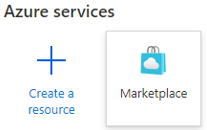 Azure services
Create a
resource
Marketplace